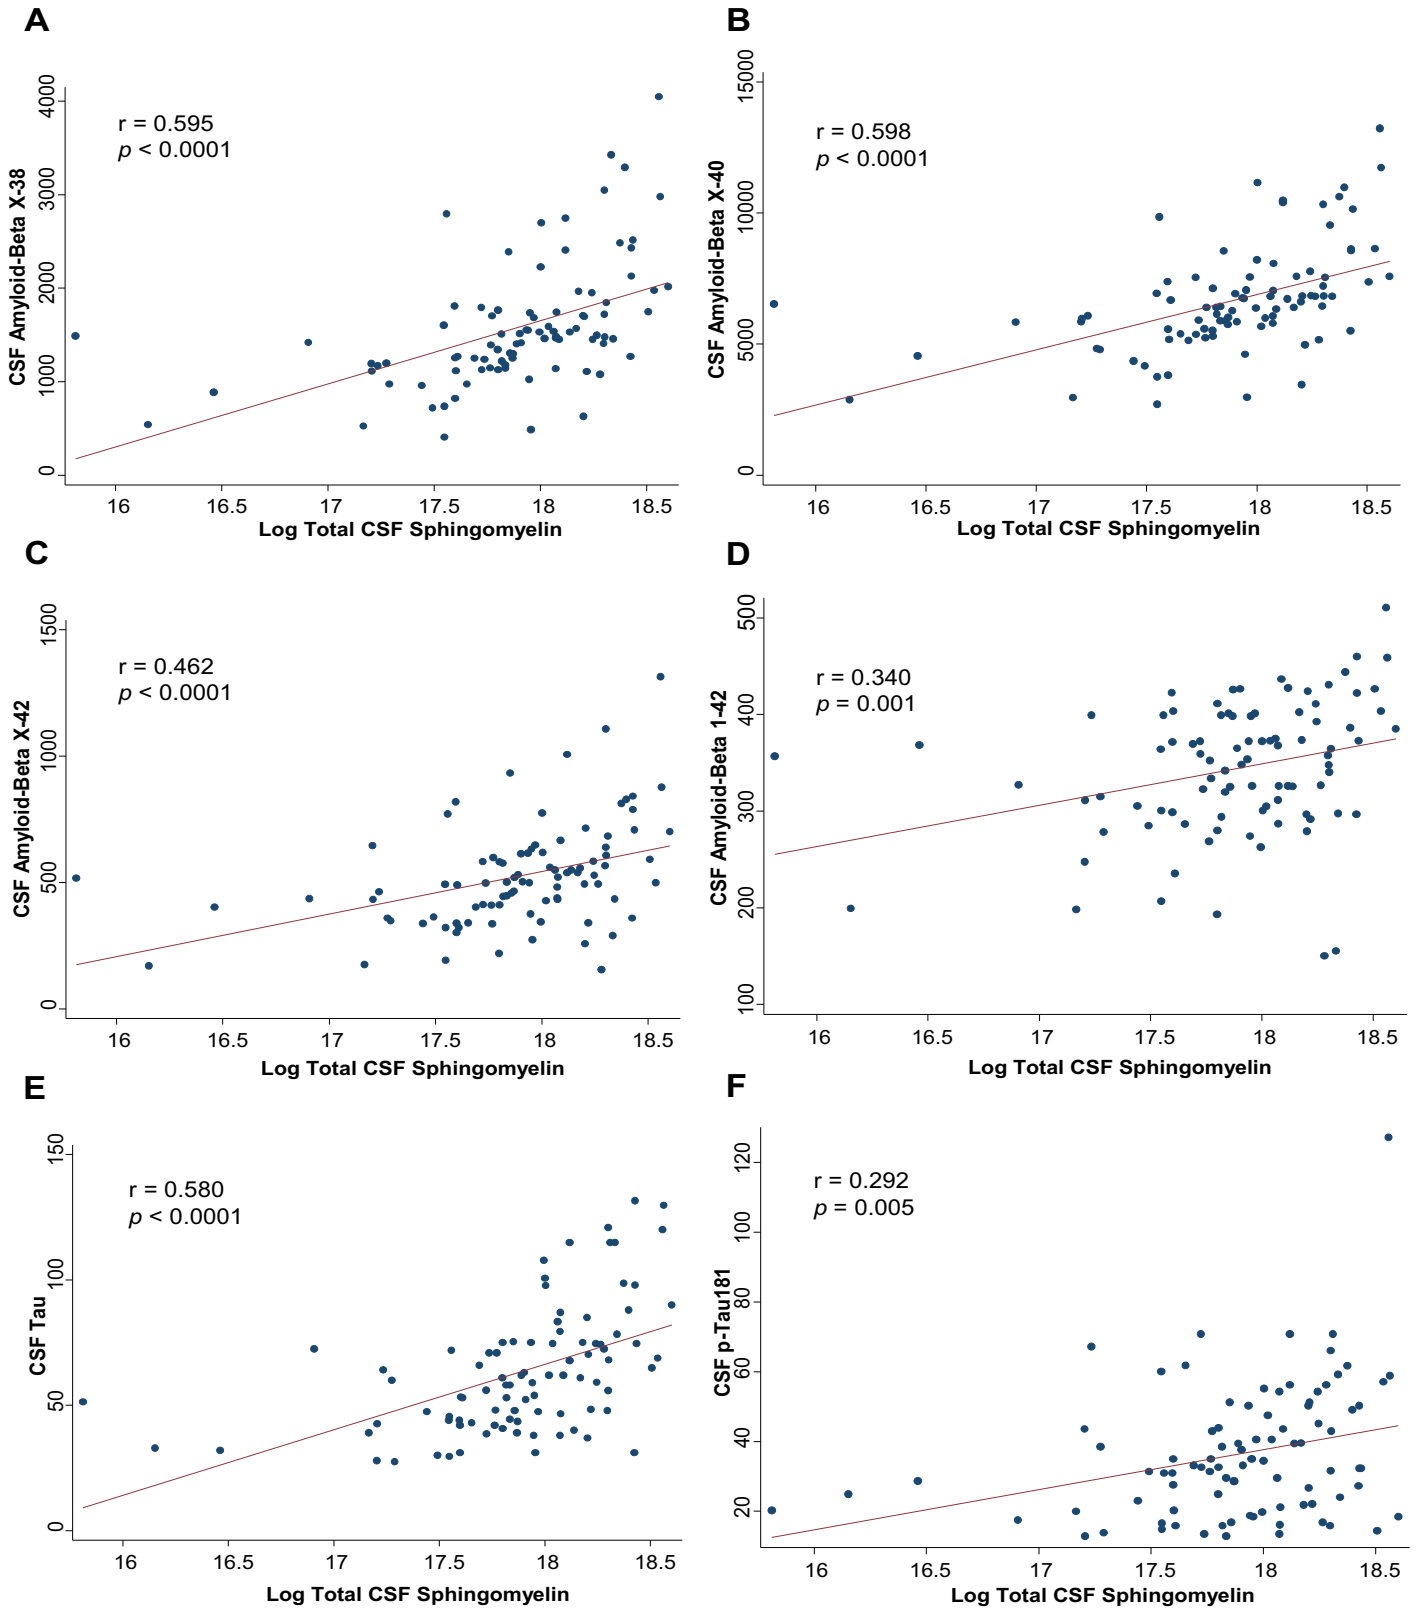 A
CSF Amyloid-Beta X-38
4000
3000
2000
1000
0
r = 0.595
p < 0.0001
16 16.5 17 17.5 18 18.5
Log Total CSF Sphingomyelin
B
CSF Amyloid-Beta X-40
15000
10000
5000
0
r = 0.598
p < 0.0001
16 16.5 17 17.5 18 18.5
Log Total CSF Sphingomyelin
C
CSF Amyloid-Beta X-42
1500
1000
500
0
r = 0.462
p < 0.0001
16 16.5 17 17.5 18 18.5
Log Total CSF Sphingomyelin
D
CSF Amyloid-Beta 1-42
500
400
300
200
100
r = 0.340
p = 0.001
16 16.5 17 17.5 18 18.5
Log Total CSF Sphingomyelin
E
CSF Tau
150
100
50
0
r = 0.580
p < 0.0001
16 16.5 17 17.5 18 18.5
Log Total CSF Sphingomyelin
F
CSF p-Tau181
120
100
80
60
40
20
r = 0.292
p = 0.005
16 16.5 17 17.5 18 18.5
Log Total CSF Sphingomyelin